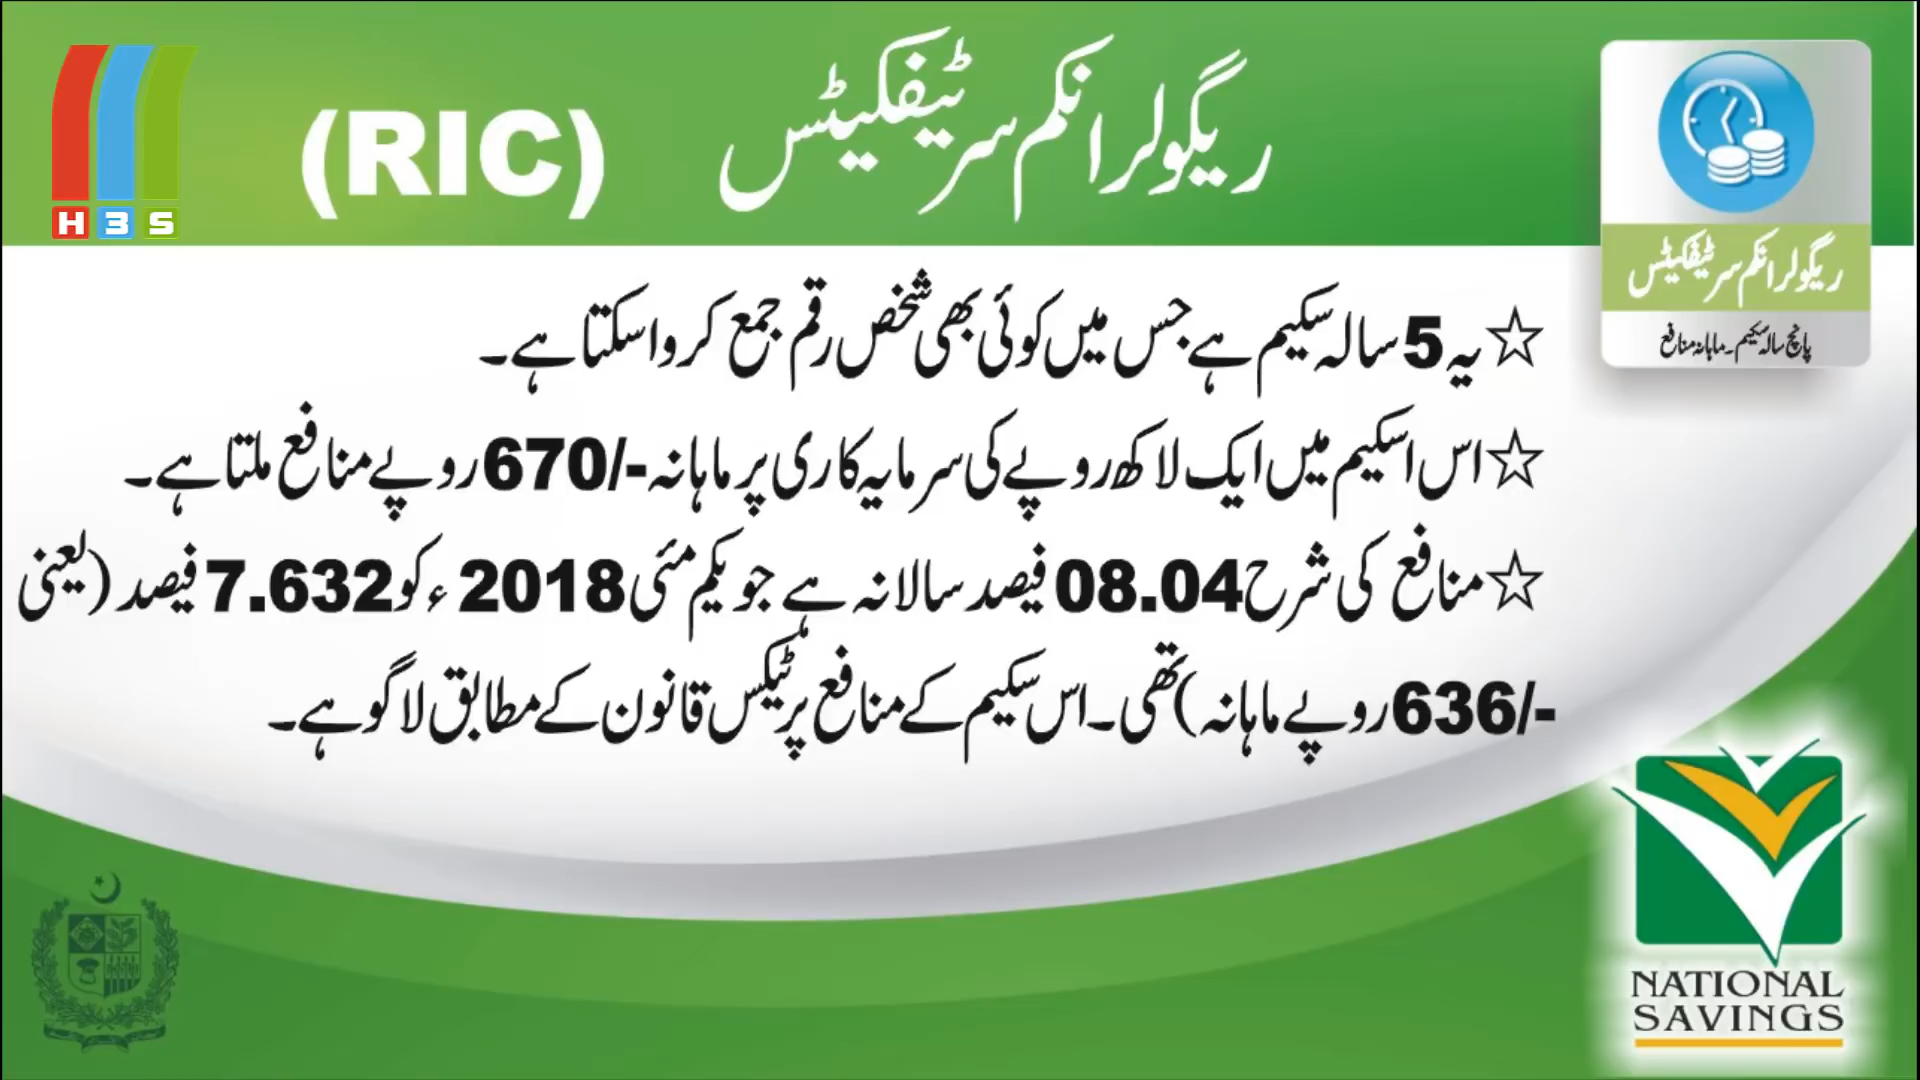 ریگولر انکم سرٹیفکیٹس (RIC)
H3S
ریگولر انکم سرٹیفکیٹس
پانچ سالہ سکیم۔ ماہانہ منافع
☆ یہ 5 سالہ سکیم ہے جس میں کوئی بھی شخص رقم جمع کروا سکتا ہے۔
☆ اس اسکیم میں ایک لاکھ روپے کی سرمایہ کاری پر ماہانہ 670/- روپے منافع ملتا ہے۔
☆ منافع کی شرح 08.04 فیصد سالانہ ہے جو یکم مئی 2018ء کو 7.632 فیصد (یعنی
636/- روپے ماہانہ) تھی۔ اس سکیم کے منافع پر ٹیکس قانون کے مطابق لاگو ہے۔
NATIONAL
SAVINGS